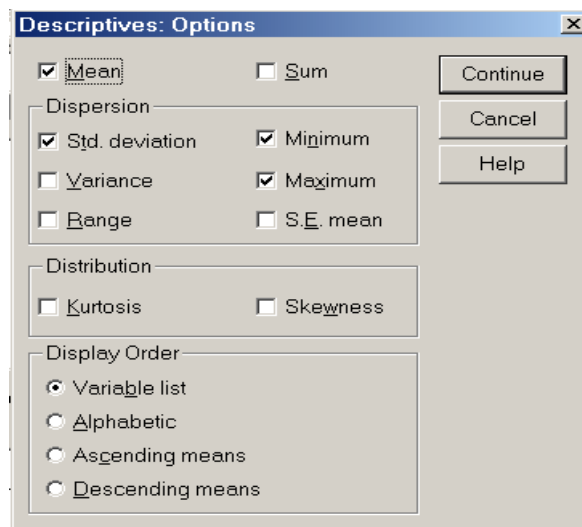 Descriptives: Options
Mean Sum
Continue
Dispersion
Cancel
Std. deviation Minimum
Help
Variance Maximum
Range S.E. mean
Distribution
Kurtosis Skewness
Display Order
Variable list
Alphabetic
Ascending means
Descending means